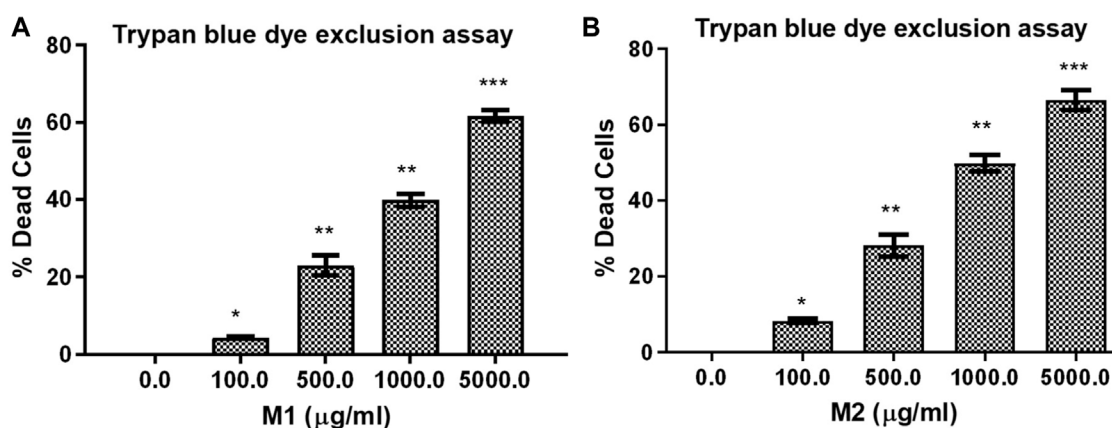 A
Trypan blue dye exclusion assay
% Dead Cells
80
60
40
20
0
*
**
**
***
0.0 100.0 500.0 1000.0 5000.0
M1 (μg/ml)
B
Trypan blue dye exclusion assay
% Dead Cells
80
60
40
20
0
*
**
**
***
0.0 100.0 500.0 1000.0 5000.0
M2 (μg/ml)